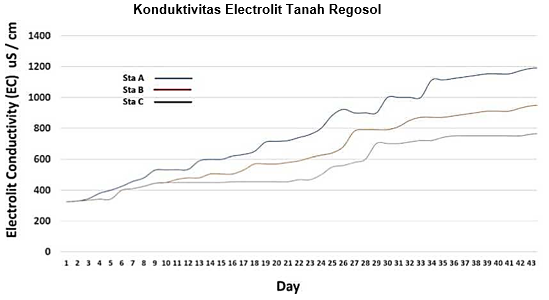 Konduktivitas Electrolit Tanah Regosol
Electrolit Conductivity (EC) uS / cm
1400
1200
1000
800
600
400
200
0
Sta A
Sta B
Sta C
1 2 3 4 5 6 7 8 9 10 11 12 13 14 15 16 17 18 19 20 21 22 23 24 25 26 27 28 29 30 31 32 33 34 35 36 37 38 39 40 41 42 43
Day